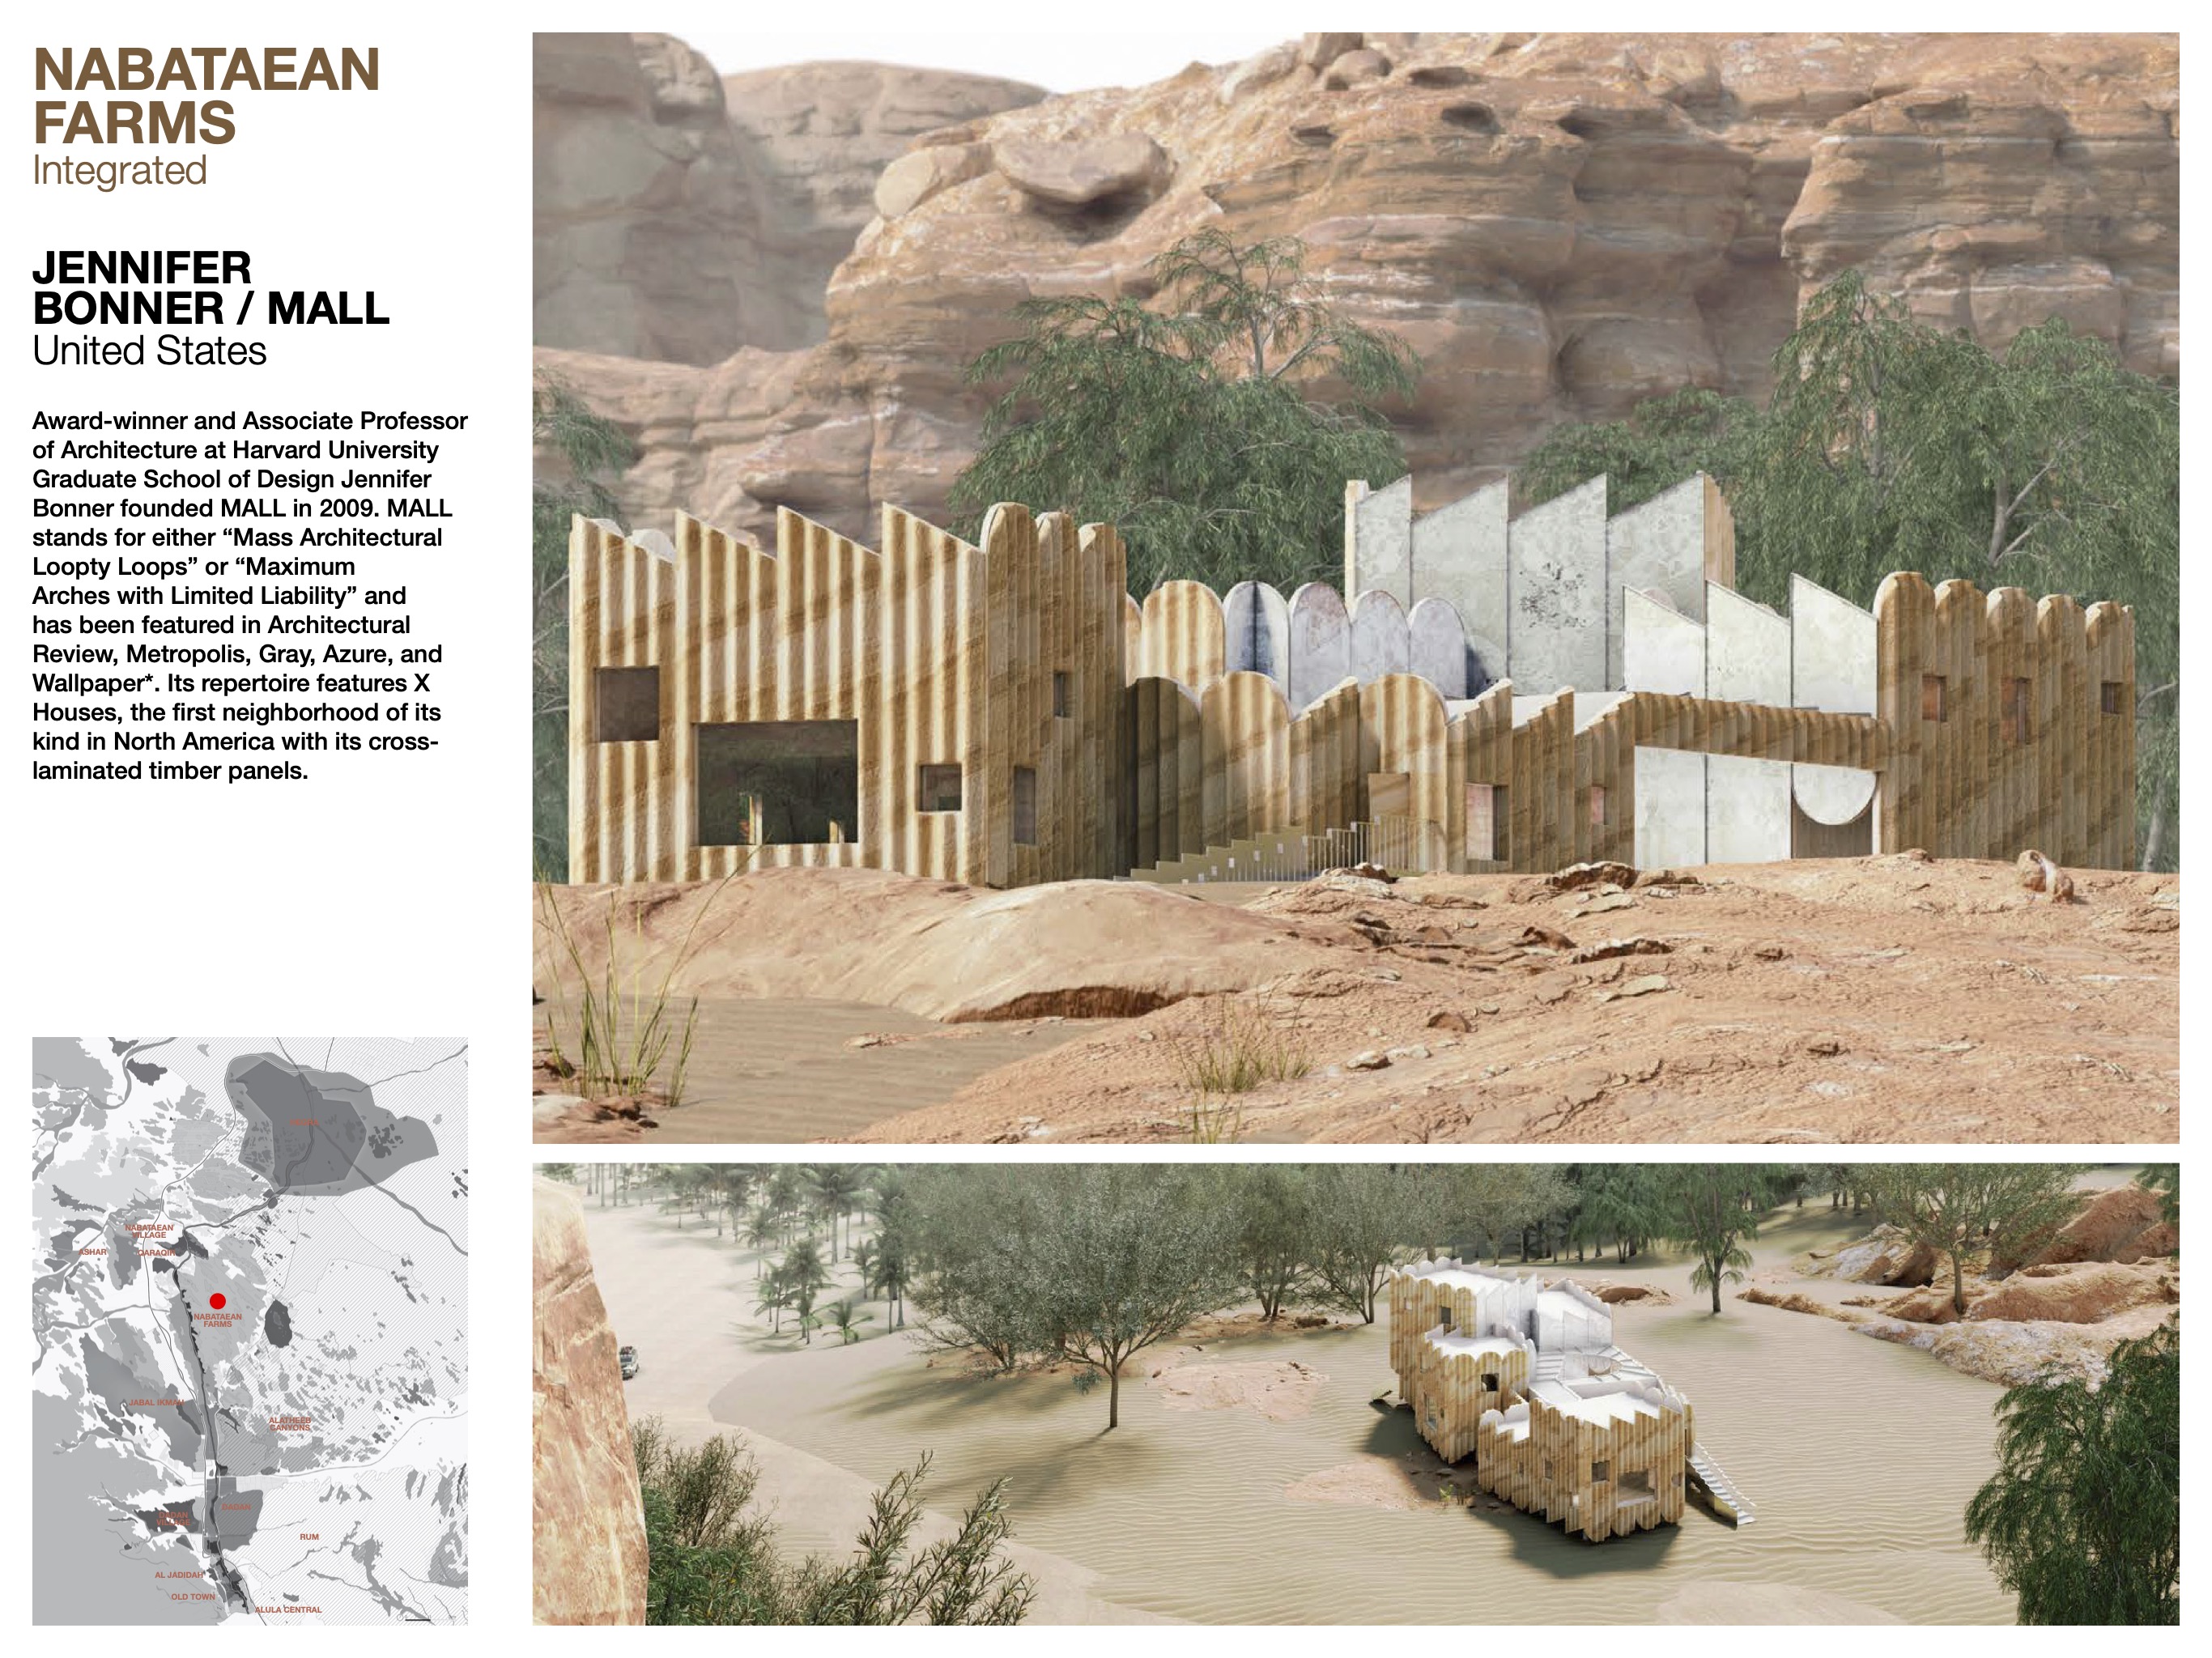 NABATAEAN
FARMS
Integrated
JENNIFER
BONNER / MALL
United States
Award-winner and Associate Professor
of Architecture at Harvard University
Graduate School of Design Jennifer
Bonner founded MALL in 2009. MALL
stands for either “Mass Architectural
Loopty Loops” or “Maximum
Arches with Limited Liability” and
has been featured in Architectural
Review, Metropolis, Gray, Azure, and
Wallpaper*. Its repertoire features X
Houses, the first neighborhood of its
kind in North America with its cross-
laminated timber panels.
NABATAEAN
VILLAGE
ASHAR
QARAQIR
NABATAEAN
FARMS
JABAL IKMAH
ALATHEEB
CANYONS
DADAN
RUM
AL JADIDAH
OLD TOWN
ALULA CENTRAL